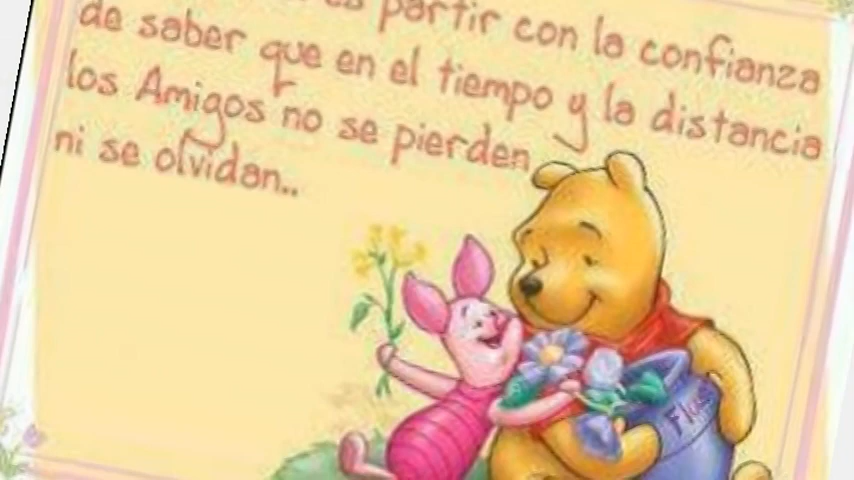 partir con la confianza
de saber que en el tiempo y la distancia
los Amigos no se pierden
ni se olvidan..